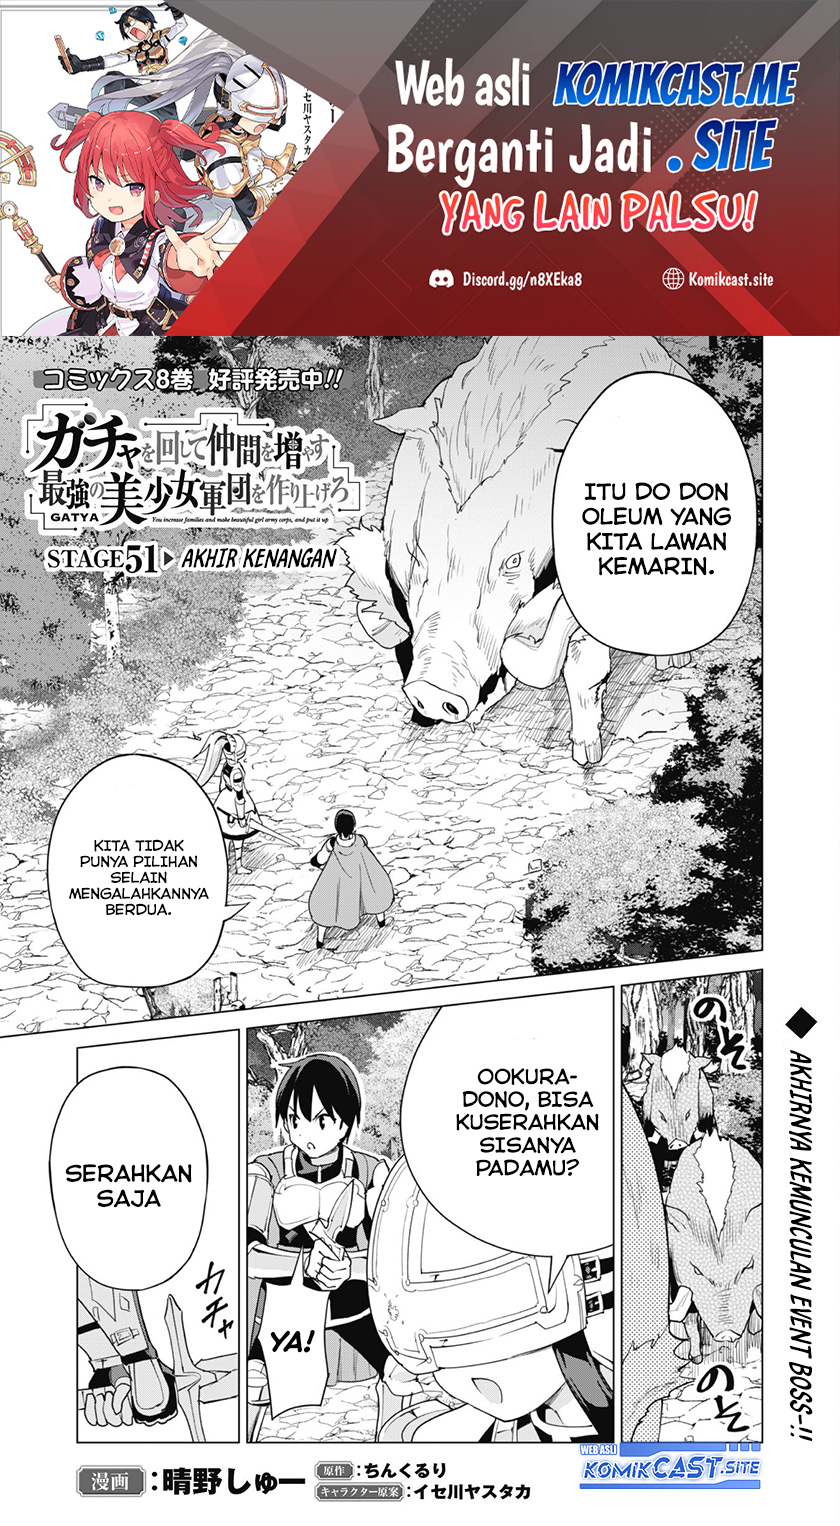 セ川ヤスタカ
Web asli KOMIKCAST.ME
Berganti Jadi .SITE
YANG LAIN PALSU!
Discord.gg/n8XEka8
Komikcast.site
コミックス8巻 好評発売中!!
ガチャを回して仲間を増やす
最強の美少女軍団を作り上げろ
GATYA
You increase families and make beautiful girl army corps, and put it up
STAGE51 AKHIR KENANGAN
ITU DO DON
OLEUM YANG
KITA LAWAN
KEMARIN.
KITA TIDAK
PUNYA PILIHAN
SELAIN
MENGALAHKANNYA
BERDUA.
のそ
OOKURA-
DONO, BISA
KUSERAHKAN
SISANYA
PADAMU?
YA!
SERAHKAN
SAJA
カチャ
のそ
◆ AKHIRNYA KEMUNCULAN EVENT BOSS-!!
漫画:晴野しゅー
原作:ちんくるり
キャラクター原案:イセ川ヤスタカ
WEB ASLI
KOMIKCAST.SITE